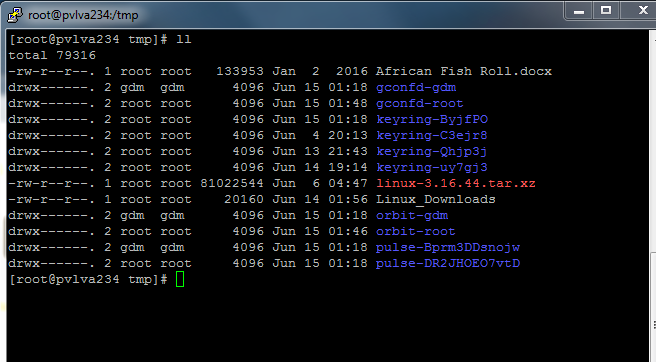 root@pvlva234:/tmp
[root@pvlva234 tmp]# ll
total 79316
-rw-r--r--. 1 root root   133953 Jan  2  2016 African Fish Roll.docx
drwx------. 2 gdm  gdm      4096 Jun 15 01:18 gconfd-gdm
drwx------. 2 root root     4096 Jun 15 01:48 gconfd-root
drwx------. 2 gdm  gdm      4096 Jun 15 01:18 keyring-ByjfPO
drwx------. 2 root root     4096 Jun  4 20:13 keyring-C3ejr8
drwx------. 2 root root     4096 Jun 13 21:43 keyring-Qhjp3j
drwx------. 2 root root     4096 Jun 14 19:14 keyring-uy7gj3
-rw-r--r--. 1 root root 81022544 Jun  6 04:47 linux-3.16.44.tar.xz
-rw-r--r--. 1 root root    20160 Jun 14 01:56 Linux_Downloads
drwx------. 2 gdm  gdm      4096 Jun 15 01:18 orbit-gdm
drwx------. 2 root root     4096 Jun 15 01:46 orbit-root
drwx------. 2 gdm  gdm      4096 Jun 15 01:18 pulse-Bprm3DDsnojw
drwx------. 2 root root     4096 Jun 15 01:18 pulse-DR2JHOEO7vtD
[root@pvlva234 tmp]#